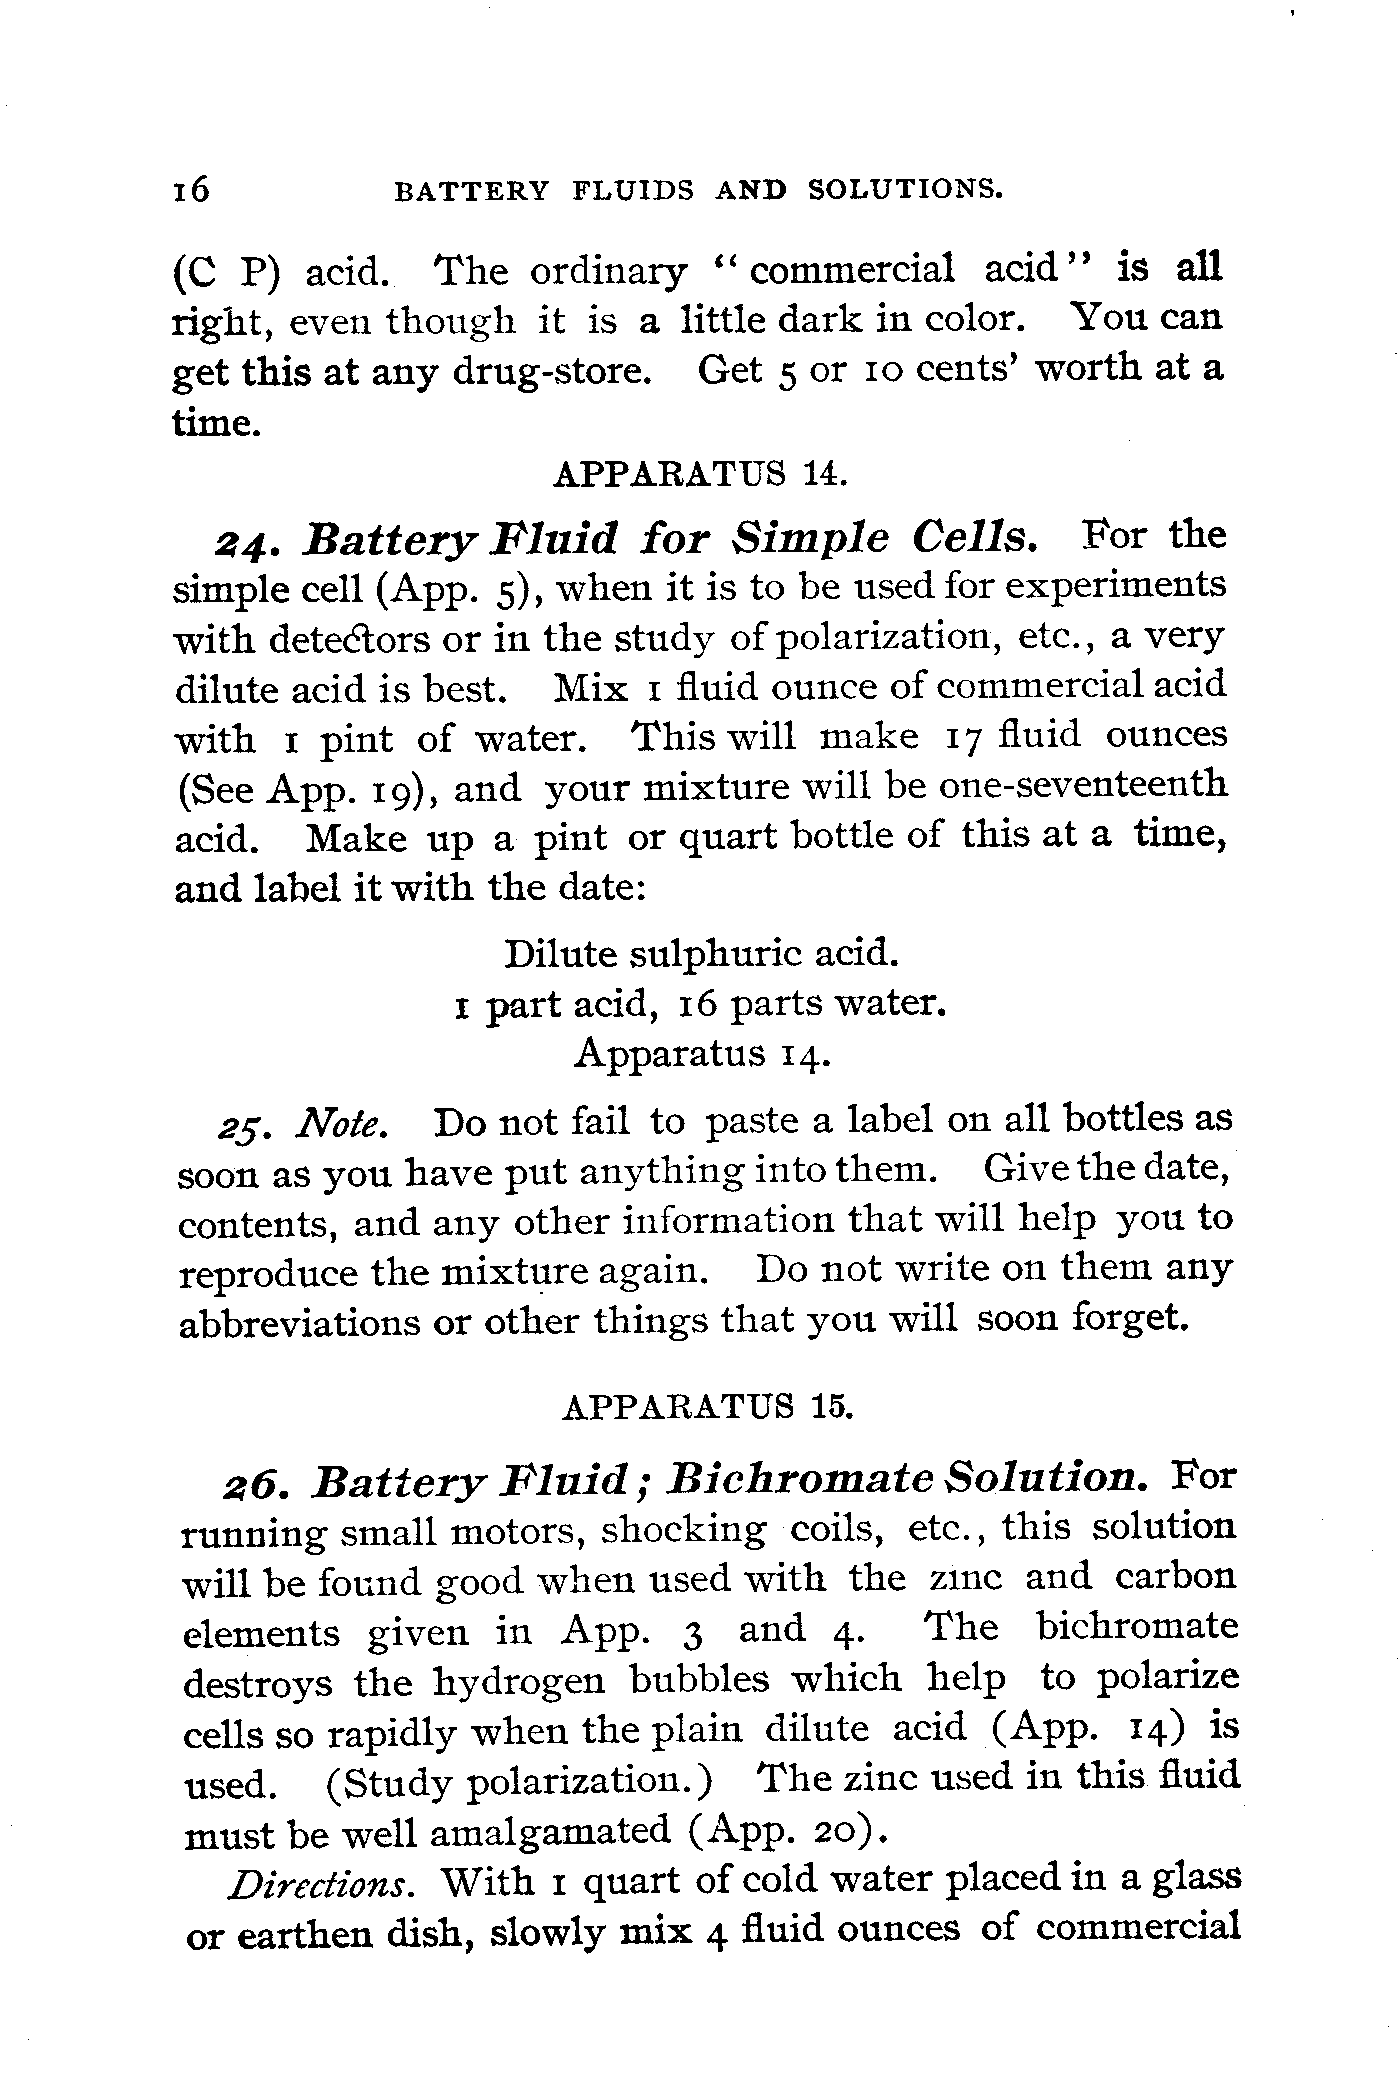 16 BATTERY FLUIDS AND SOLUTIONS.
(C P) acid. The ordinary “commercial acid” is all
right, even though it is a little dark in color. You can
get this at any drug-store. Get 5 or 10 cents’ worth at a
time.
APPARATUS 14.
24. Battery Fluid for Simple Cells. For the
simple cell (App. 5), when it is to be used for experiments
with detectors or in the study of polarization, etc., a very
dilute acid is best. Mix 1 fluid ounce of commercial acid
with 1 pint of water. This will make 17 fluid ounces
(See App. 19), and your mixture will be one-seventeenth
acid. Make up a pint or quart bottle of this at a time,
and label it with the date:
Dilute sulphuric acid.
1 part acid, 16 parts water.
Apparatus 14.
25. Note. Do not fail to paste a label on all bottles as
soon as you have put anything into them. Give the date,
contents, and any other information that will help you to
reproduce the mixture again. Do not write on them any
abbreviations or other things that you will soon forget.
APPARATUS 15.
26. Battery Fluid; Bichromate Solution. For
running small motors, shocking coils, etc., this solution
will be found good when used with the zinc and carbon
elements given in App. 3 and 4. The bichromate
destroys the hydrogen bubbles which help to polarize
cells so rapidly when the plain dilute acid (App. 14) is
used. (Study polarization.) The zinc used in this fluid
must be well amalgamated (App. 20).
Directions. With 1 quart of cold water placed in a glass
or earthen dish, slowly mix 4 fluid ounces of commercial